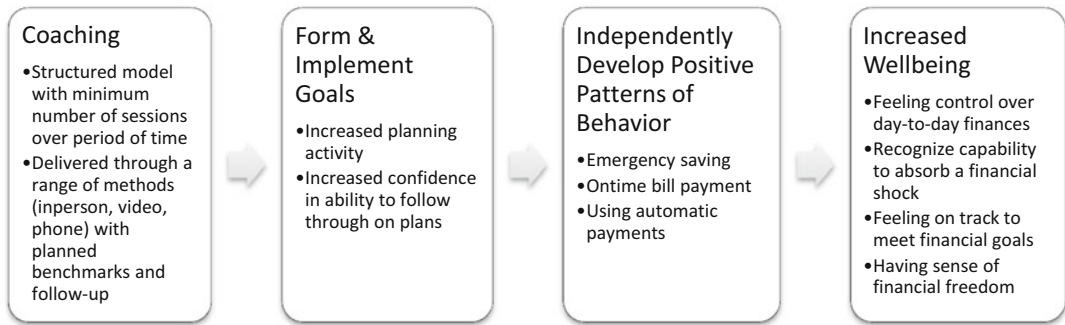 Coaching
•Structured model
with minimum
number of sessions
over period of time
•Delivered through a
range of methods
(inperson, video,
phone) with
planned
benchmarks and
follow-up
Form &
Implement
Goals
•Increased planning
activity
•Increased confidence
in ability to follow
through on plans
Independently
Develop Positive
Patterns of
Behavior
•Emergency saving
•Ontime bill payment
•Using automatic
payments
Increased
Wellbeing
•Feeling control over
day-to-day finances
•Recognize capability
to absorb a financial
shock
•Feeling on track to
meet financial goals
•Having sense of
financial freedom